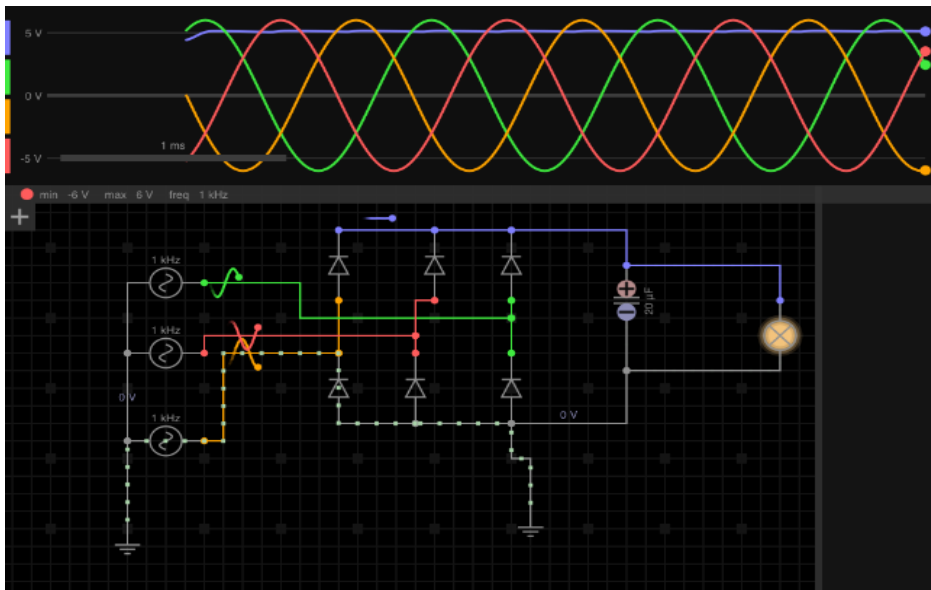 5 V
0 V
1 ms
-5 V
min -6 V max 6 V freq 1 kHz
+
1 kHz
20 µF
1 kHz
0 V
1 kHz
0 V